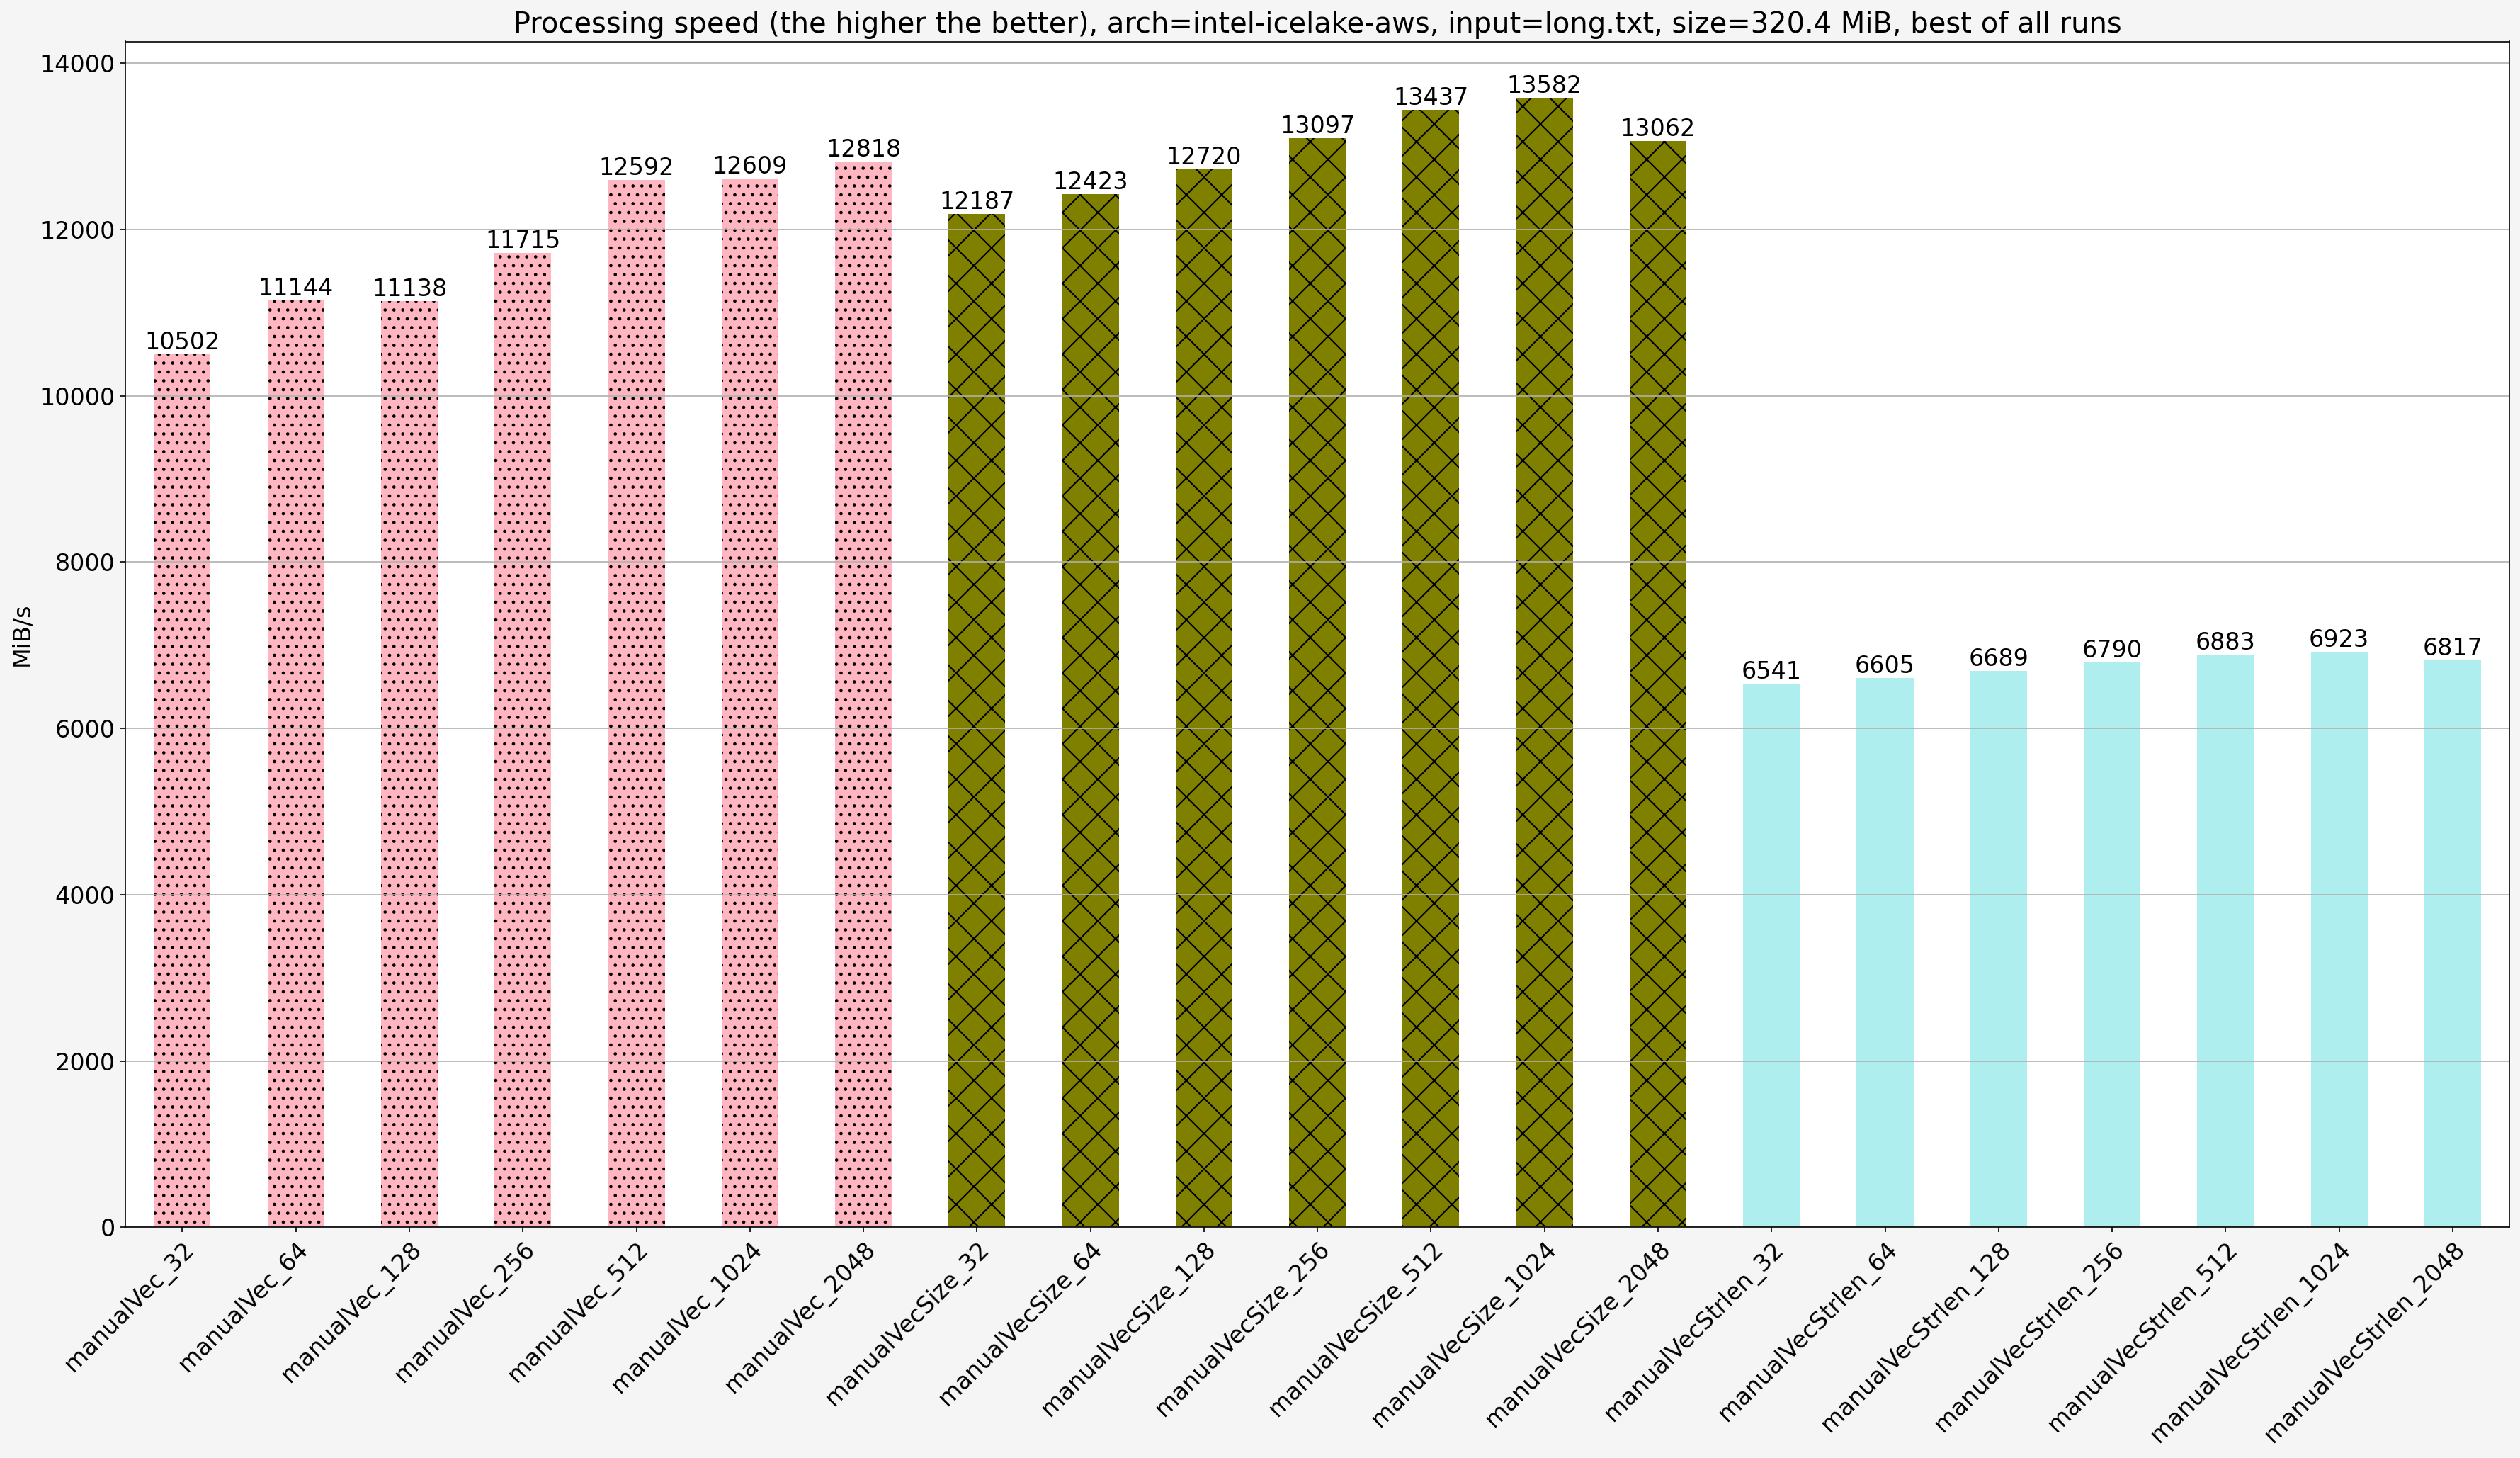 Processing speed (the higher the better), arch=intel-icelake-aws, input=long.txt, size=320.4 MiB, best of all runs
MiB/s
14000
12000
10000
8000
6000
4000
2000
0
10502
11144
11138
11715
12592
12609
12818
12187
12423
12720
13097
13437
13582
13062
6541
6605
6689
6790
6883
6923
6817
manualVec_32
manualVec_64
manualVec_128
manualVec_256
manualVec_512
manualVec_1024
manualVec_2048
manualVecSize_32
manualVecSize_64
manualVecSize_128
manualVecSize_256
manualVecSize_512
manualVecSize_1024
manualVecSize_2048
manualVecStrlen_32
manualVecStrlen_64
manualVecStrlen_128
manualVecStrlen_256
manualVecStrlen_512
manualVecStrlen_1024
manualVecStrlen_2048